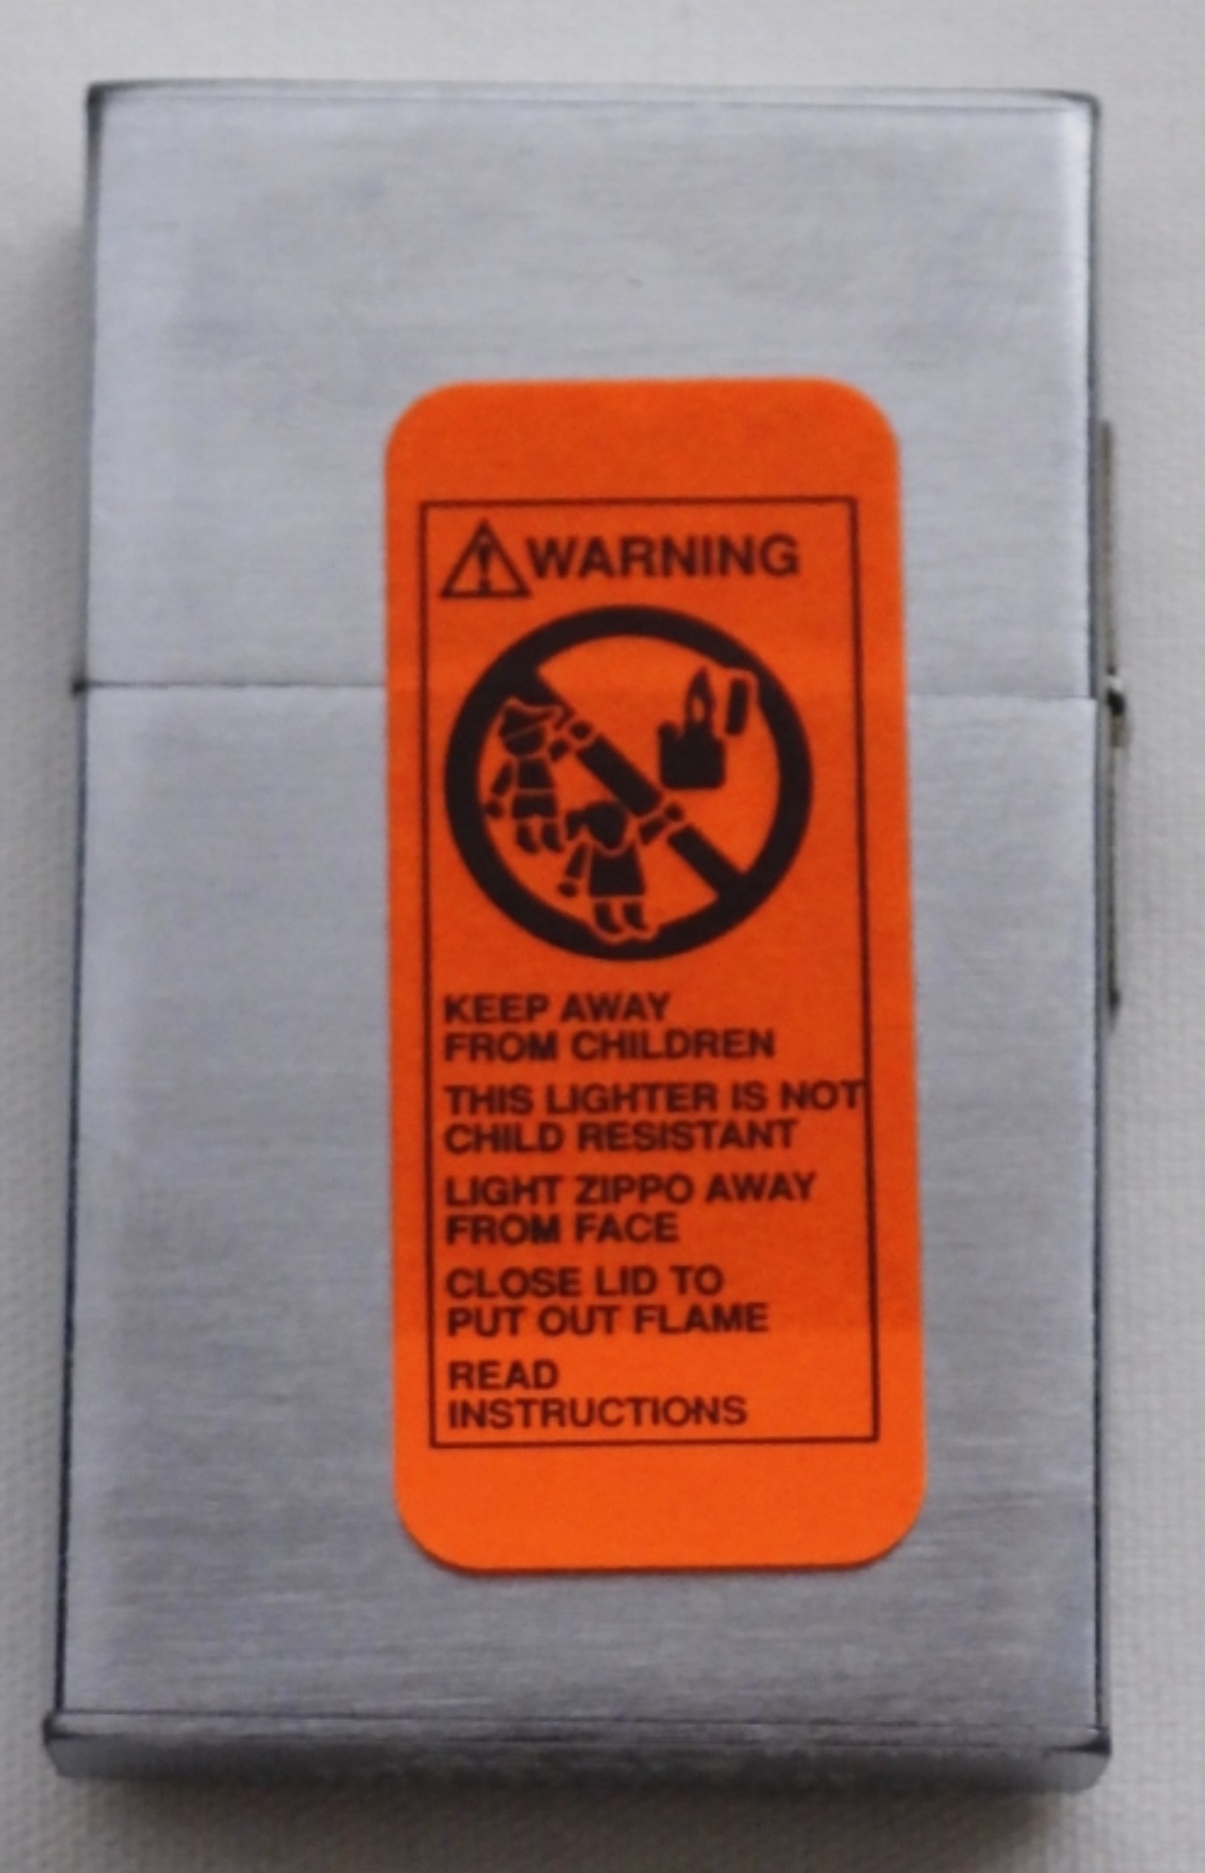 WARNING
KEEP AWAY
FROM CHILDREN
THIS LIGHTER IS NOT
CHILD RESISTANT
LIGHT ZIPPO AWAY
FROM FACE
CLOSE LID TO
PUT OUT FLAME
READ
INSTRUCTIONS